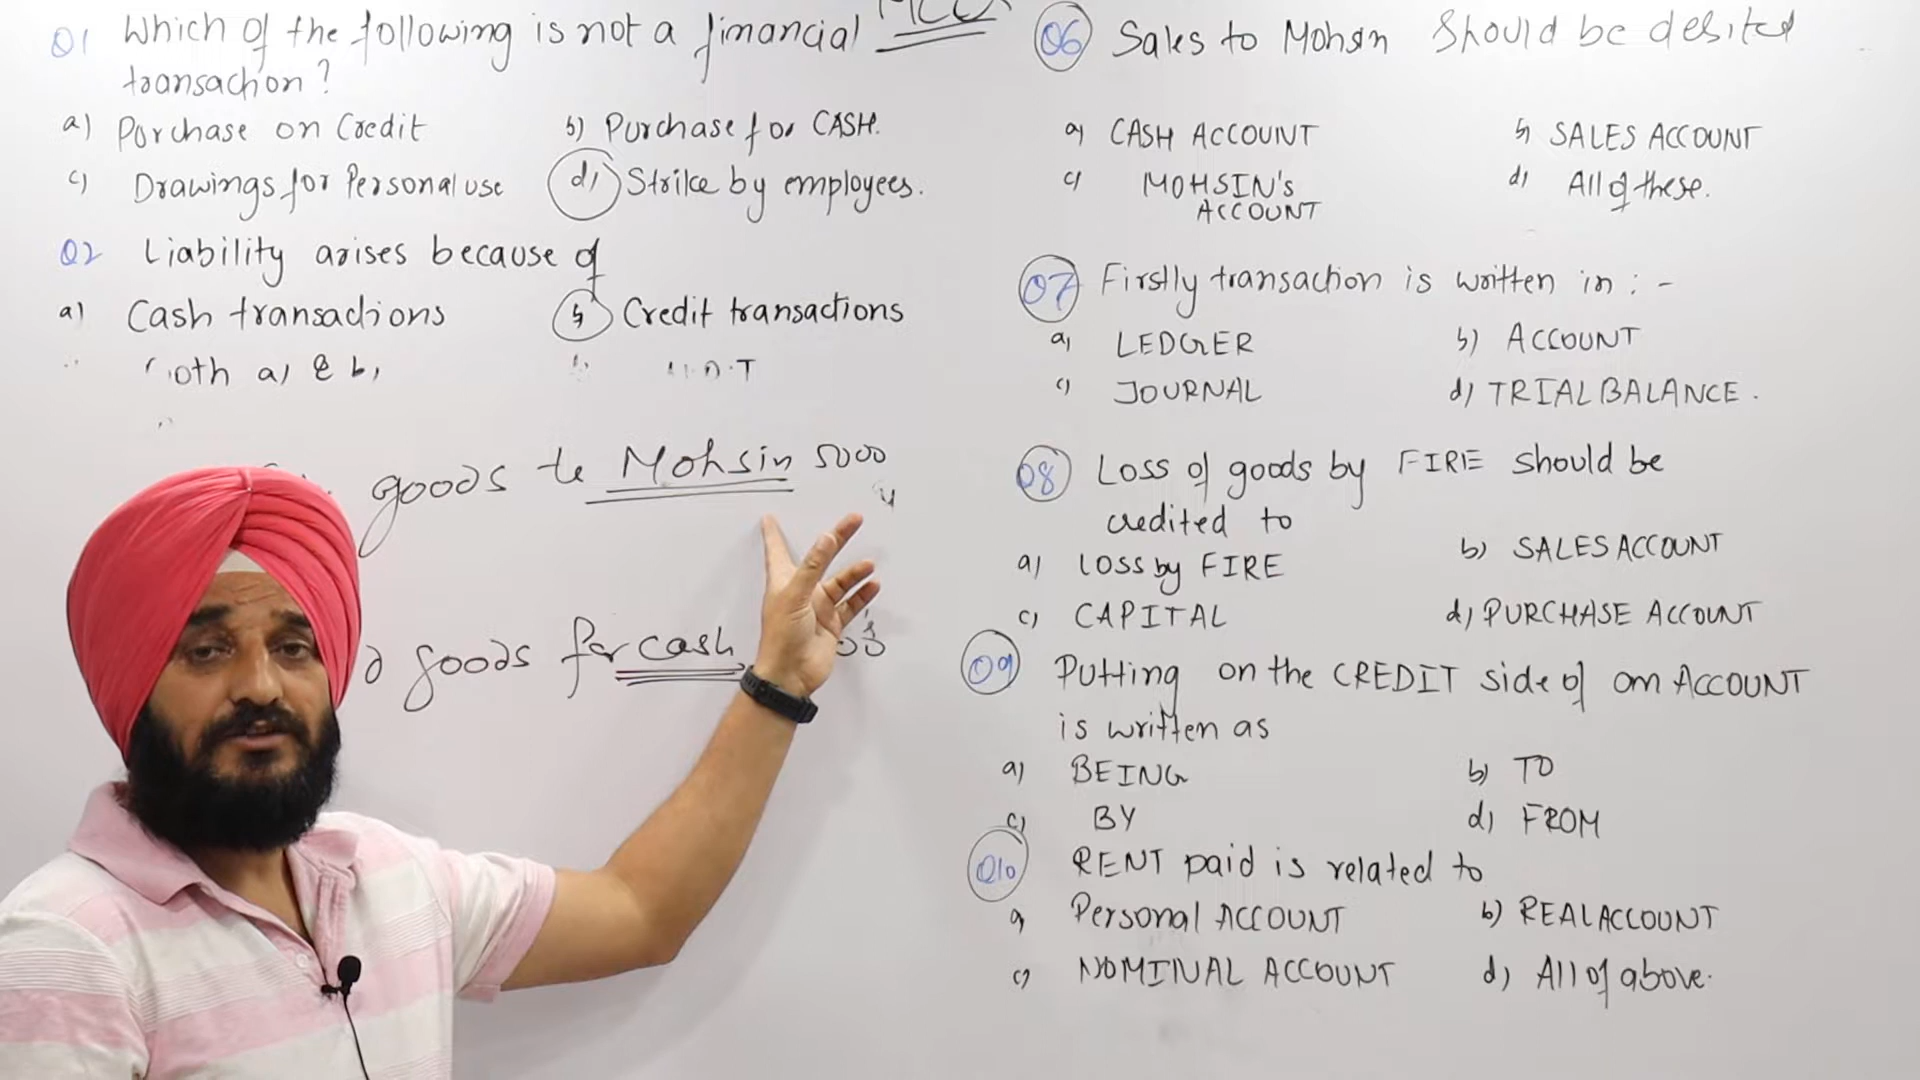 MCQ
Q1 Which of the following is not a financial
transaction?
a) Purchase on Credit b) Purchase for CASH.
c) Drawings for Personal use d) Strike by employees.
Q2 Liability arises because of
a) Cash transactions b) Credit transactions
both a) & b)
goods to Mohsin 5000
goods for cash
Q6 Sales to Mohsin Should be debited
a) CASH ACCOUNT b) SALES ACCOUNT
c) MOHSIN's d) All of these.
ACCOUNT
Q7 Firstly transaction is written in :-
a) LEDGER b) ACCOUNT
c) JOURNAL d) TRIAL BALANCE.
Q8 Loss of goods by FIRE should be
credited to
a) Loss by FIRE b) SALES ACCOUNT
c) CAPITAL d) PURCHASE ACCOUNT
Q9 Putting on the CREDIT side of an ACCOUNT
is written as
a) BEING b) TO
c) BY d) FROM
Q10 RENT paid is related to
a) Personal ACCOUNT b) REAL ACCOUNT
c) NOMINAL ACCOUNT d) All of above.